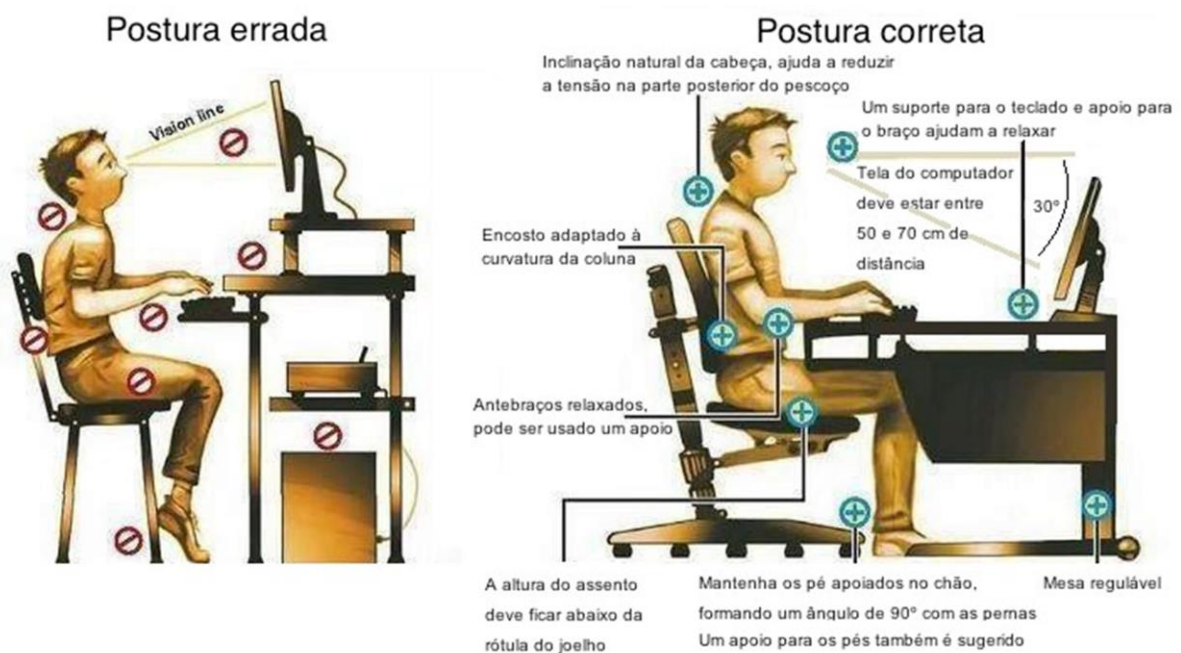 Postura errada
Vision line
Postura correta
Inclinação natural da cabeça, ajuda a reduzir
a tensão na parte posterior do pescoço
Um suporte para o teclado e apoio para
o braço ajudam a relaxar
Tela do computador
deve estar entre
50 e 70 cm de
distância
30º
Encosto adaptado à
curvatura da coluna
Antebraços relaxados,
pode ser usado um apoio
A altura do assento
deve ficar abaixo da
rótula do joelho
Mantenha os pé apoiados no chão,
formando um ângulo de 90º com as pernas
Um apoio para os pés também é sugerido
Mesa regulável